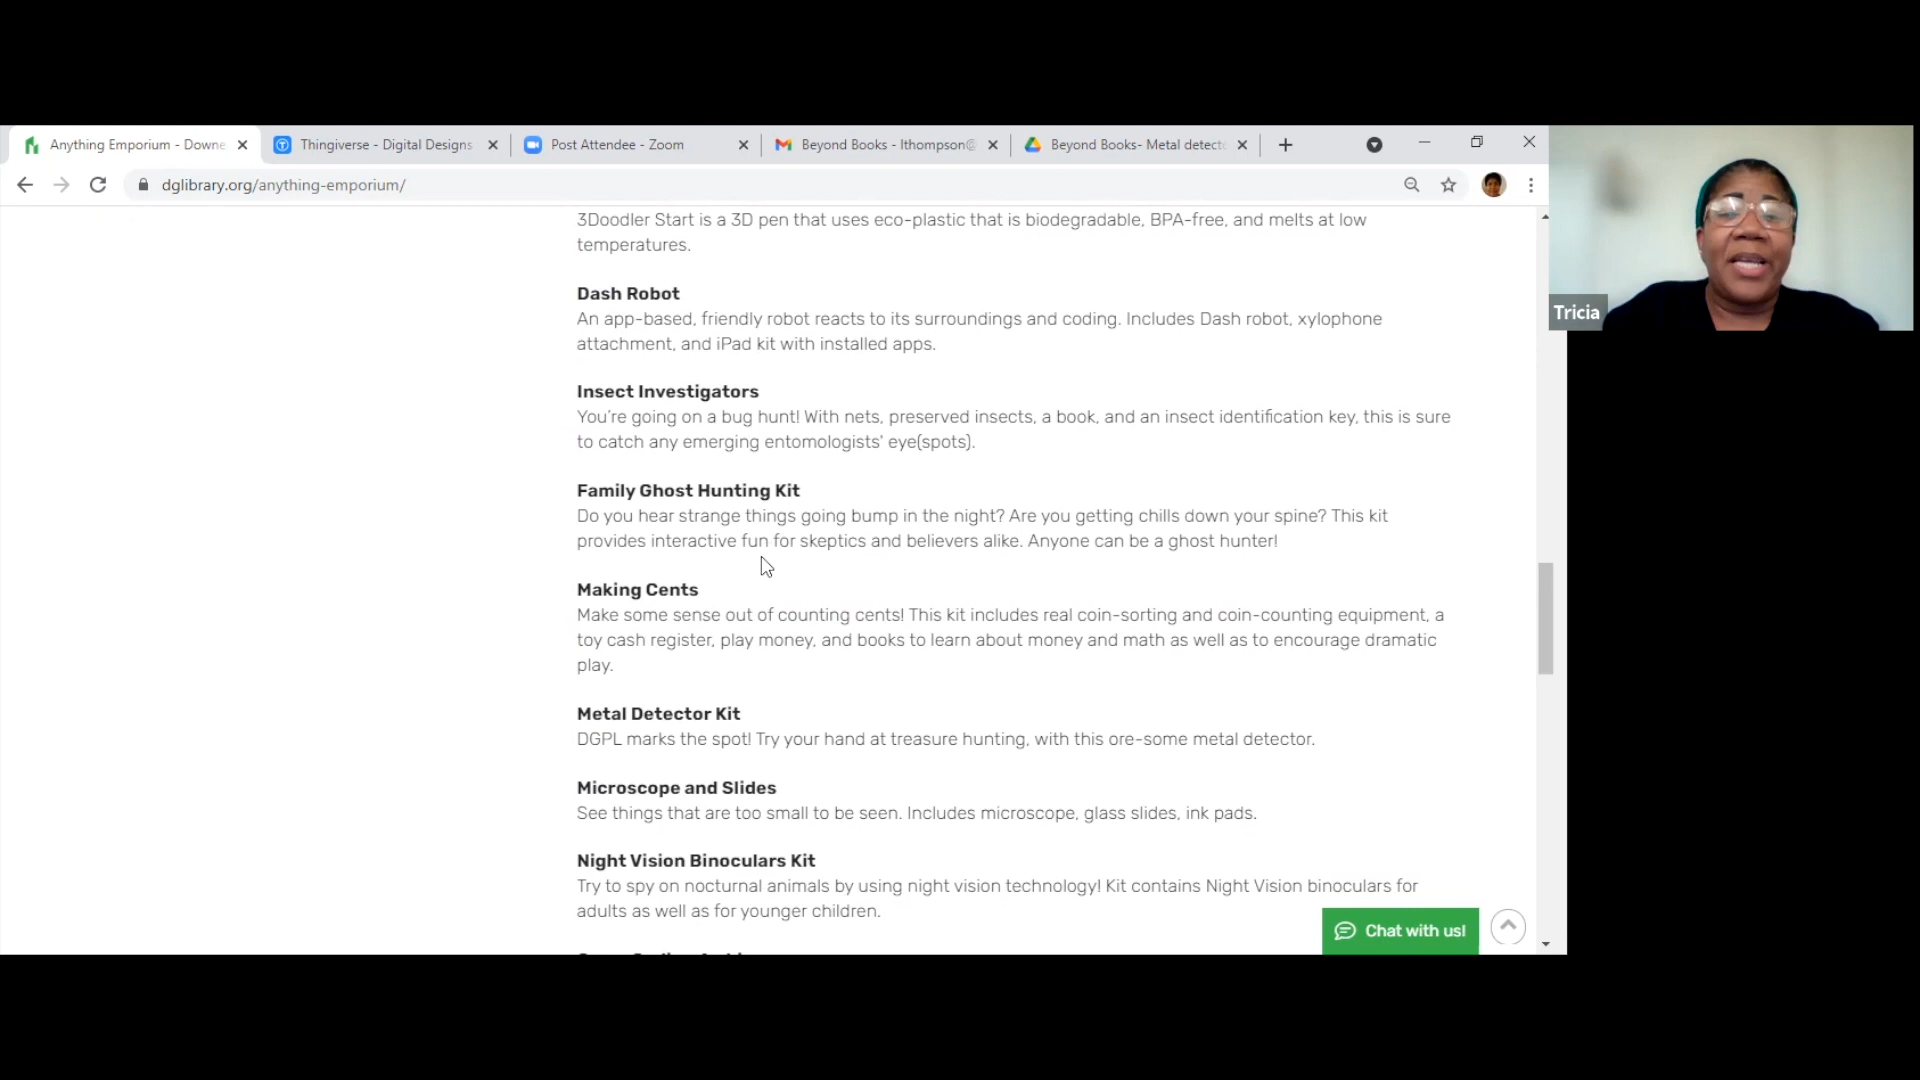 Anything Emporium - Downe
Thingiverse - Digital Designs
Post Attendee - Zoom
Beyond Books - lthompson@
Beyond Books- Metal detect
dglibrary.org/anything-emporium/
3Doodler Start is a 3D pen that uses eco-plastic that is biodegradable, BPA-free, and melts at low
temperatures.
Dash Robot
An app-based, friendly robot reacts to its surroundings and coding. Includes Dash robot, xylophone
attachment, and iPad kit with installed apps.
Insect Investigators
You're going on a bug hunt! With nets, preserved insects, a book, and an insect identification key, this is sure
to catch any emerging entomologists' eye(spots).
Family Ghost Hunting Kit
Do you hear strange things going bump in the night? Are you getting chills down your spine? This kit
provides interactive fun for skeptics and believers alike. Anyone can be a ghost hunter!
Making Cents
Make some sense out of counting cents! This kit includes real coin-sorting and coin-counting equipment, a
toy cash register, play money, and books to learn about money and math as well as to encourage dramatic
play.
Metal Detector Kit
DGPL marks the spot! Try your hand at treasure hunting, with this ore-some metal detector.
Microscope and Slides
See things that are too small to be seen. Includes microscope, glass slides, ink pads.
Night Vision Binoculars Kit
Try to spy on nocturnal animals by using night vision technology! Kit contains Night Vision binoculars for
adults as well as for younger children.
Chat with us!
Tricia